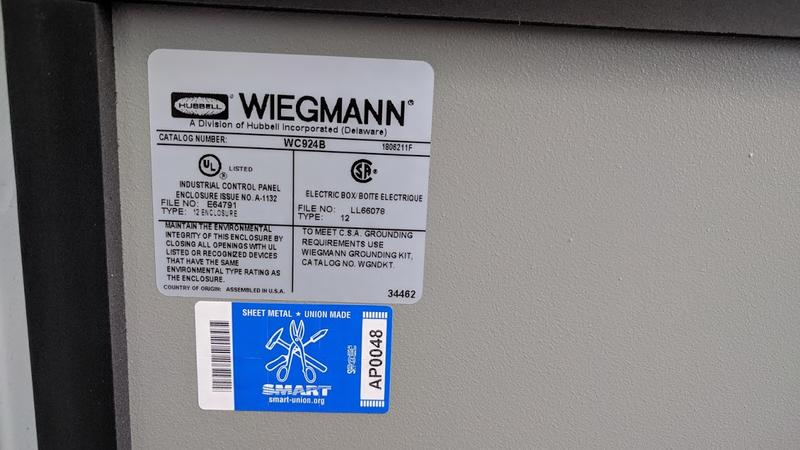 HUBBELL® WIEGMANN®
A Division of Hubbell Incorporated (Delaware)
CATALOG NUMBER: WC924B 1806211F
UL® LISTED
INDUSTRIAL CONTROL PANEL
ENCLOSURE ISSUE NO. A-1132
FILE NO: E64791
TYPE: 12 ENCLOSURE
SA®
ELECTRIC BOX/BOITE ELECTRIQUE
FILE NO: LL66078
TYPE: 12
MAINTAIN THE ENVIRONMENTAL
INTEGRITY OF THIS ENCLOSURE BY
CLOSING ALL OPENINGS WITH UL
LISTED OR RECOGNIZED DEVICES
THAT HAVE THE SAME
ENVIRONMENTAL TYPE RATING AS
THE ENCLOSURE.
TO MEET C.S.A. GROUNDING
REQUIREMENTS USE
WIEGMANN GROUNDING KIT,
CATALOG NO. WGNDKT.
COUNTRY OF ORIGIN: ASSEMBLED IN U.S.A.
34462
SHEET METAL ★ UNION MADE
SMART
smart-union.org
AP0048